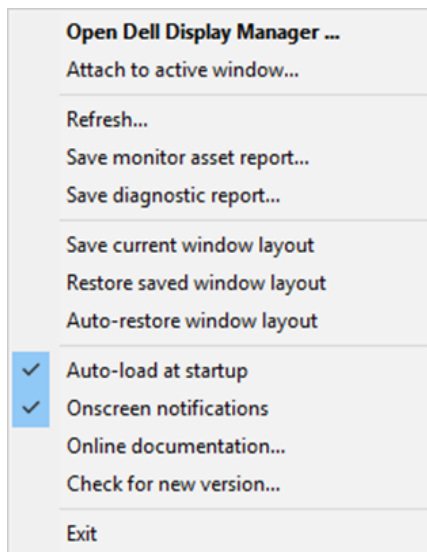 Open Dell Display Manager ...
Attach to active window...
Refresh...
Save monitor asset report...
Save diagnostic report...
Save current window layout
Restore saved window layout
Auto-restore window layout
Auto-load at startup
Onscreen notifications
Online documentation...
Check for new version...
Exit